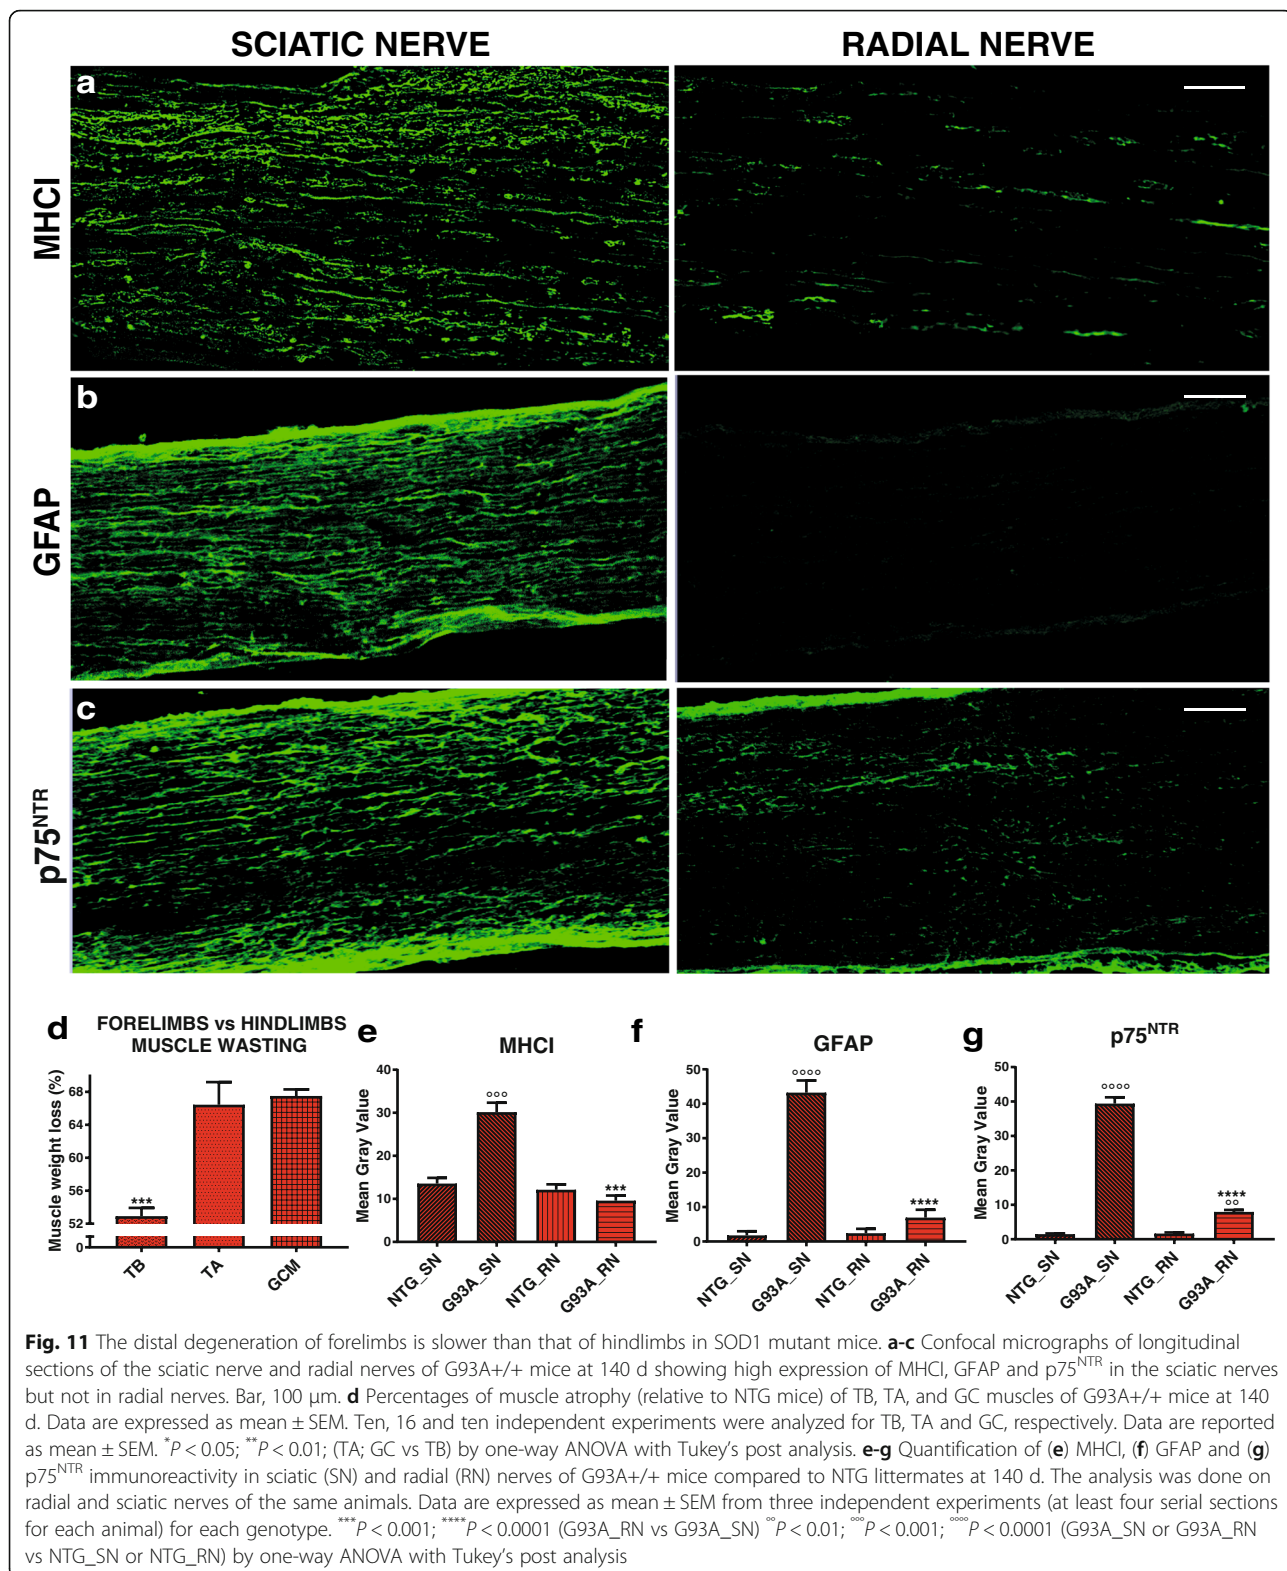 SCIATIC NERVE
RADIAL NERVE
a
MHCI
b
GFAP
c
p75NTR
d
FORELIMBS vs HINDLIMBS
MUSCLE WASTING
Muscle weight loss (%)
68
64
60
56
52
0
***
TB
TA
GCM
e
MHCI
Mean Gray Value
40
30
20
10
0
°°°
***
NTG_SN
G93A_SN
NTG_RN
G93A_RN
f
GFAP
Mean Gray Value
50
40
30
20
10
0
°°°°
****
NTG_SN
G93A_SN
NTG_RN
G93A_RN
g
p75NTR
Mean Gray Value
50
40
30
20
10
0
°°°°
****
°°
NTG_SN
G93A_SN
NTG_RN
G93A_RN
Fig. 11 The distal degeneration of forelimbs is slower than that of hindlimbs in SOD1 mutant mice. a-c Confocal micrographs of longitudinal
sections of the sciatic nerve and radial nerves of G93A+/+ mice at 140 d showing high expression of MHCI, GFAP and p75NTR in the sciatic nerves
but not in radial nerves. Bar, 100 μm. d Percentages of muscle atrophy (relative to NTG mice) of TB, TA, and GC muscles of G93A+/+ mice at 140
d. Data are expressed as mean ± SEM. Ten, 16 and ten independent experiments were analyzed for TB, TA and GC, respectively. Data are reported
as mean ± SEM. *P < 0.05; **P < 0.01; (TA; GC vs TB) by one-way ANOVA with Tukey's post analysis. e-g Quantification of (e) MHCI, (f) GFAP and (g)
p75NTR immunoreactivity in sciatic (SN) and radial (RN) nerves of G93A+/+ mice compared to NTG littermates at 140 d. The analysis was done on
radial and sciatic nerves of the same animals. Data are expressed as mean ± SEM from three independent experiments (at least four serial sections
for each animal) for each genotype. ***P < 0.001; ****P < 0.0001 (G93A_RN vs G93A_SN) °°P < 0.01; °°°P < 0.001; °°°°P < 0.0001 (G93A_SN or G93A_RN
vs NTG_SN or NTG_RN) by one-way ANOVA with Tukey's post analysis